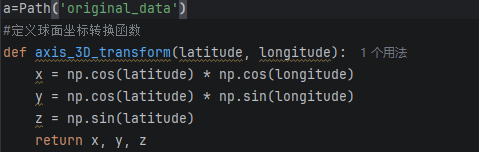 a=Path('original_data')
#定义球面坐标转换函数
def axis_3D_transform(latitude, longitude): 1个用法
    x = np.cos(latitude) * np.cos(longitude)
    y = np.cos(latitude) * np.sin(longitude)
    z = np.sin(latitude)
    return x, y, z